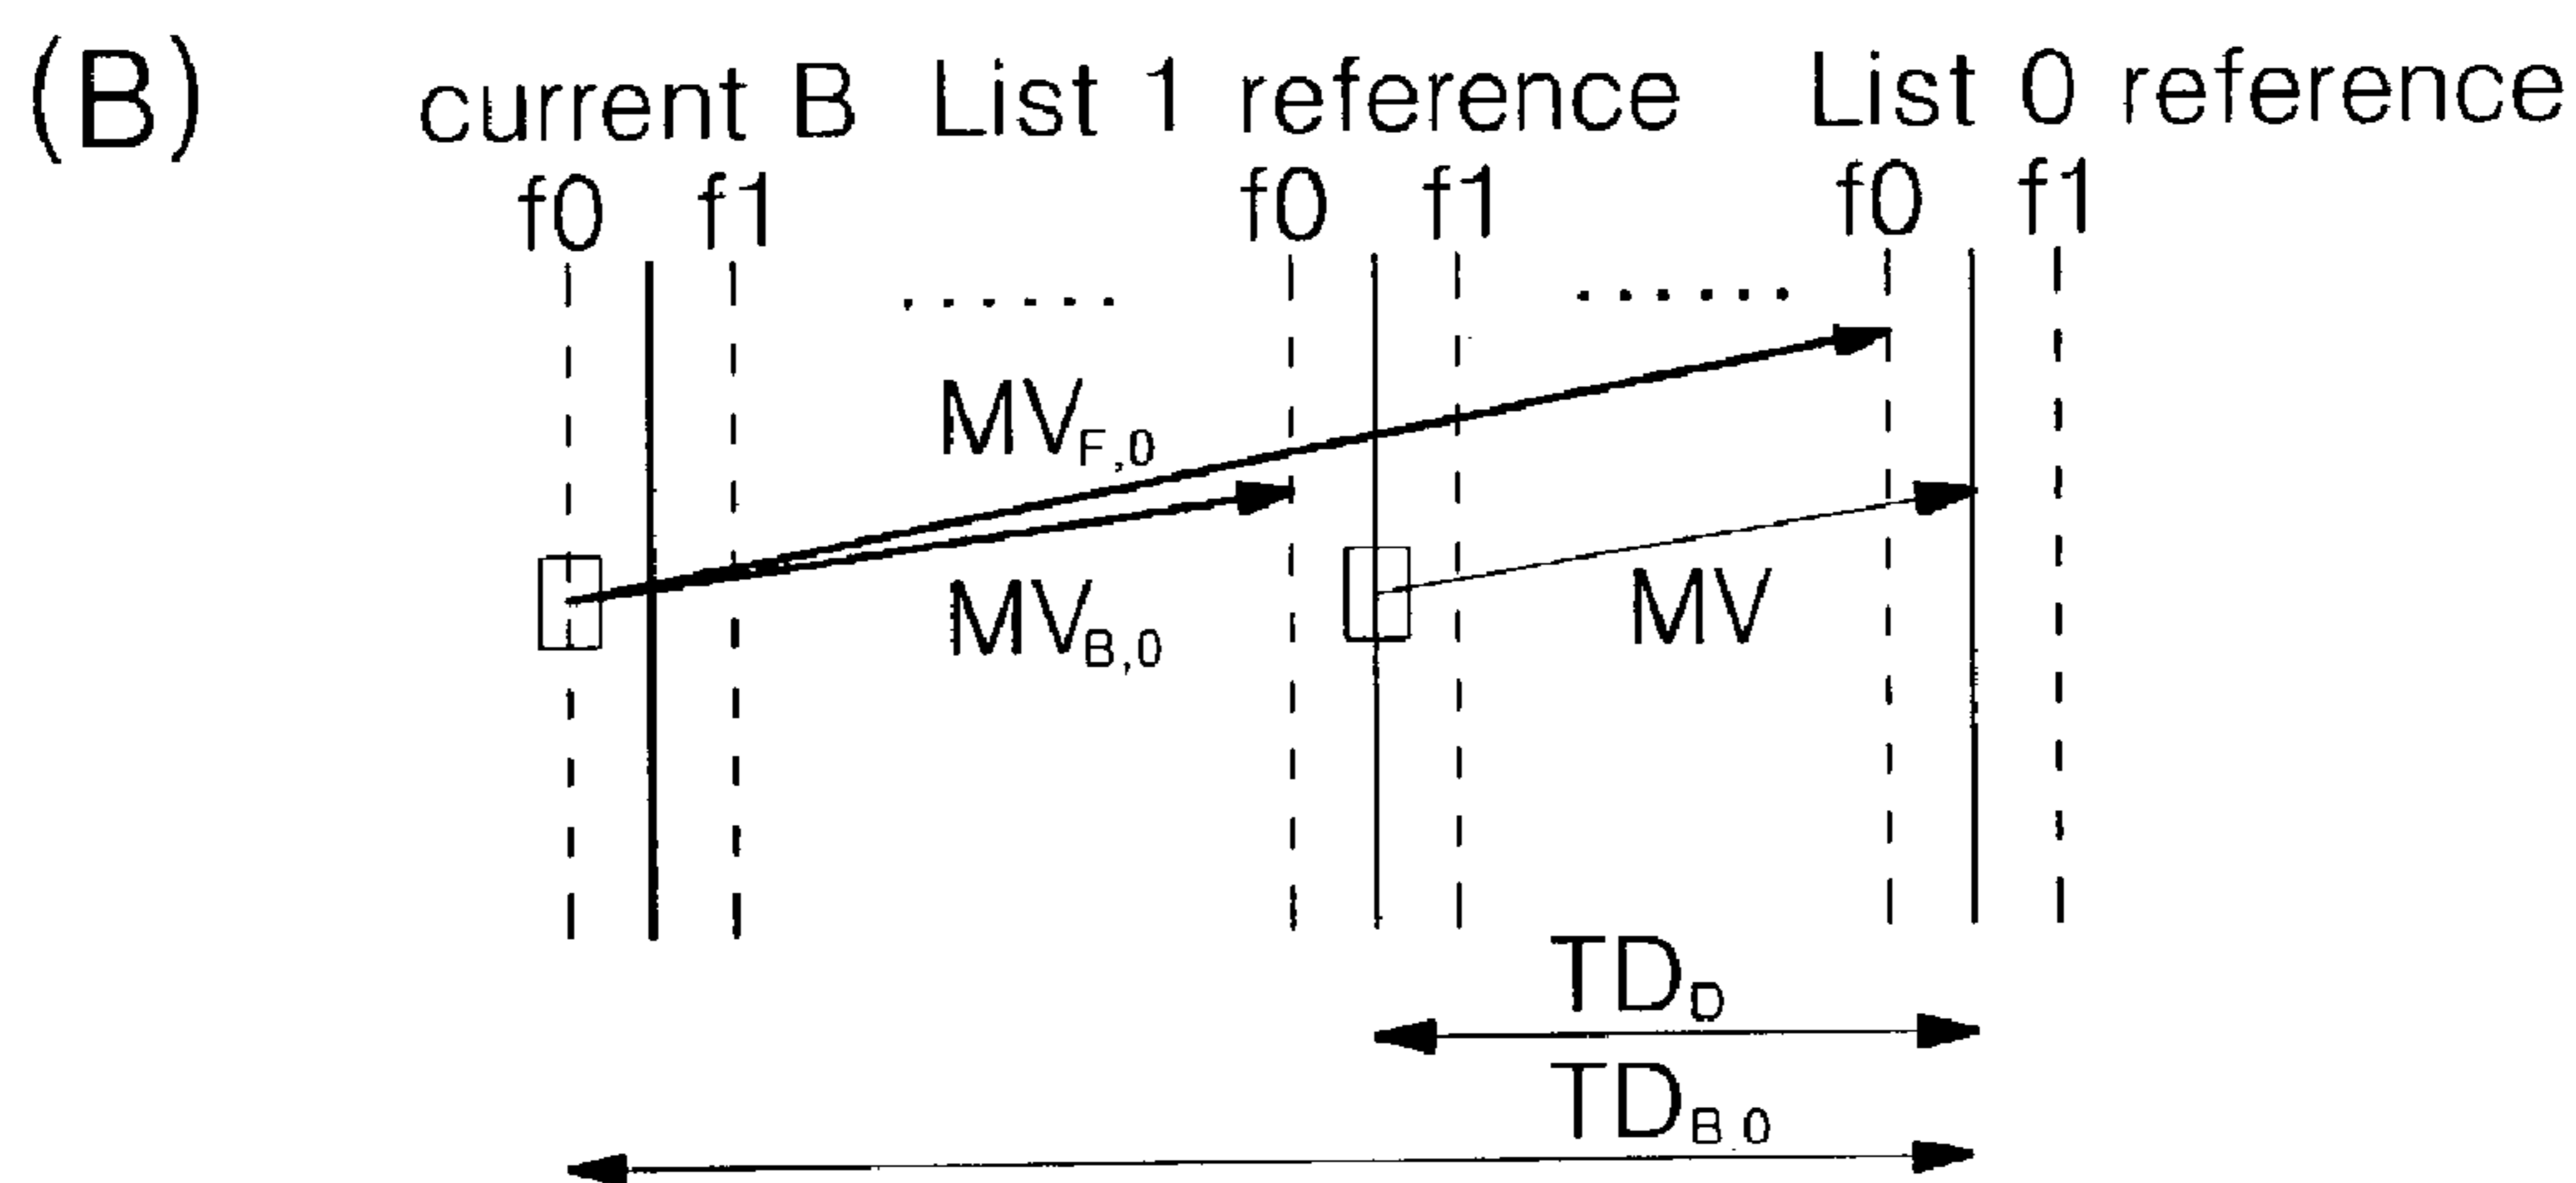 (B) current B List 1 reference List 0 reference
f0 f1 f0 f1 f0 f1
......
......
MV_F,0
MV_B,0
MV
TD_D
TD_B,0